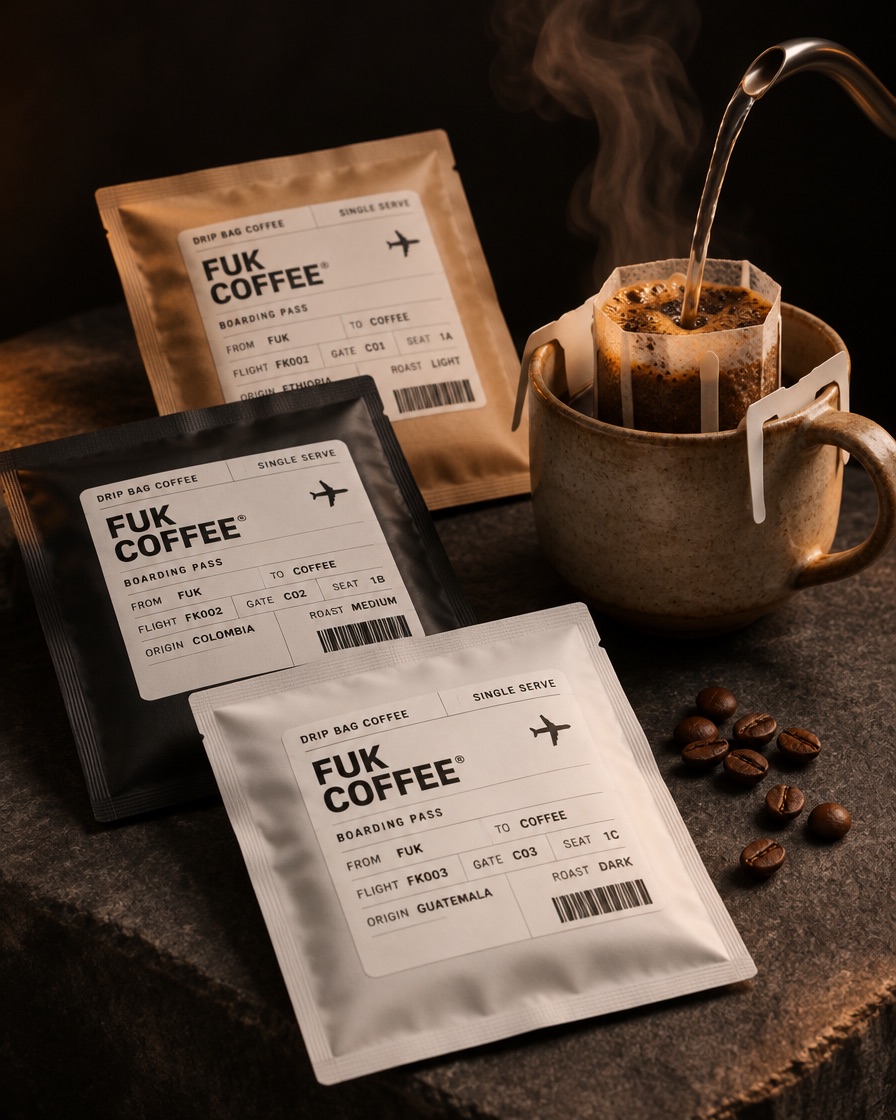 DRIP BAG COFFEE
SINGLE SERVE
FUK
COFFEE®
BOARDING PASS
FROM FUK
TO COFFEE
FLIGHT FK001
GATE C01
SEAT 1A
ORIGIN ETHIOPIA
ROAST LIGHT
DRIP BAG COFFEE
SINGLE SERVE
FUK
COFFEE®
BOARDING PASS
FROM FUK
TO COFFEE
FLIGHT FK002
GATE C02
SEAT 1B
ORIGIN COLOMBIA
ROAST MEDIUM
DRIP BAG COFFEE
SINGLE SERVE
FUK
COFFEE®
BOARDING PASS
FROM FUK
TO COFFEE
FLIGHT FK003
GATE C03
SEAT 1C
ORIGIN GUATEMALA
ROAST DARK